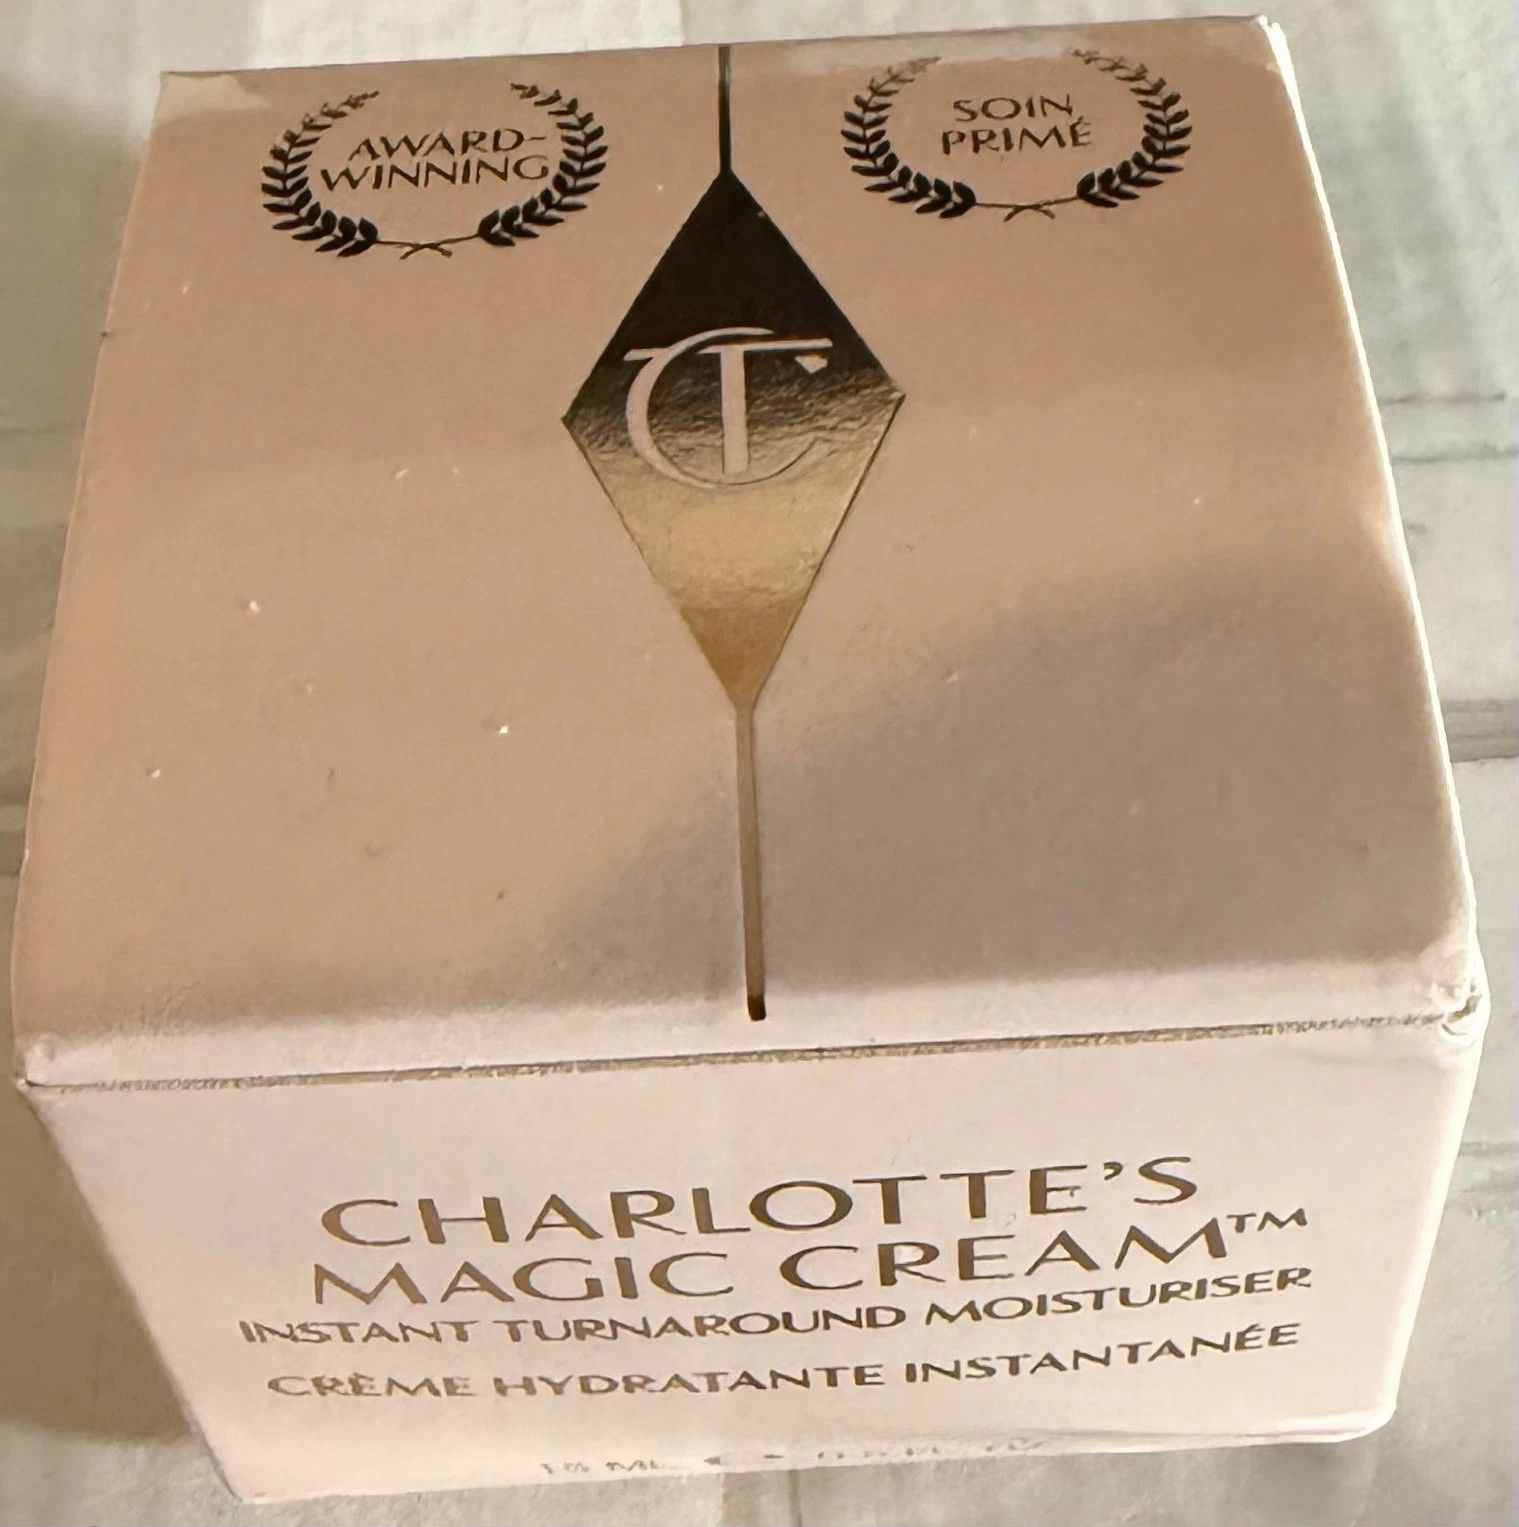 AWARD-
WINNING
SOIN
PRIMÉ
CT
CHARLOTTE'S
MAGIC CREAM™
INSTANT TURNAROUND MOISTURISER
CRÈME HYDRATANTE INSTANTANÉE